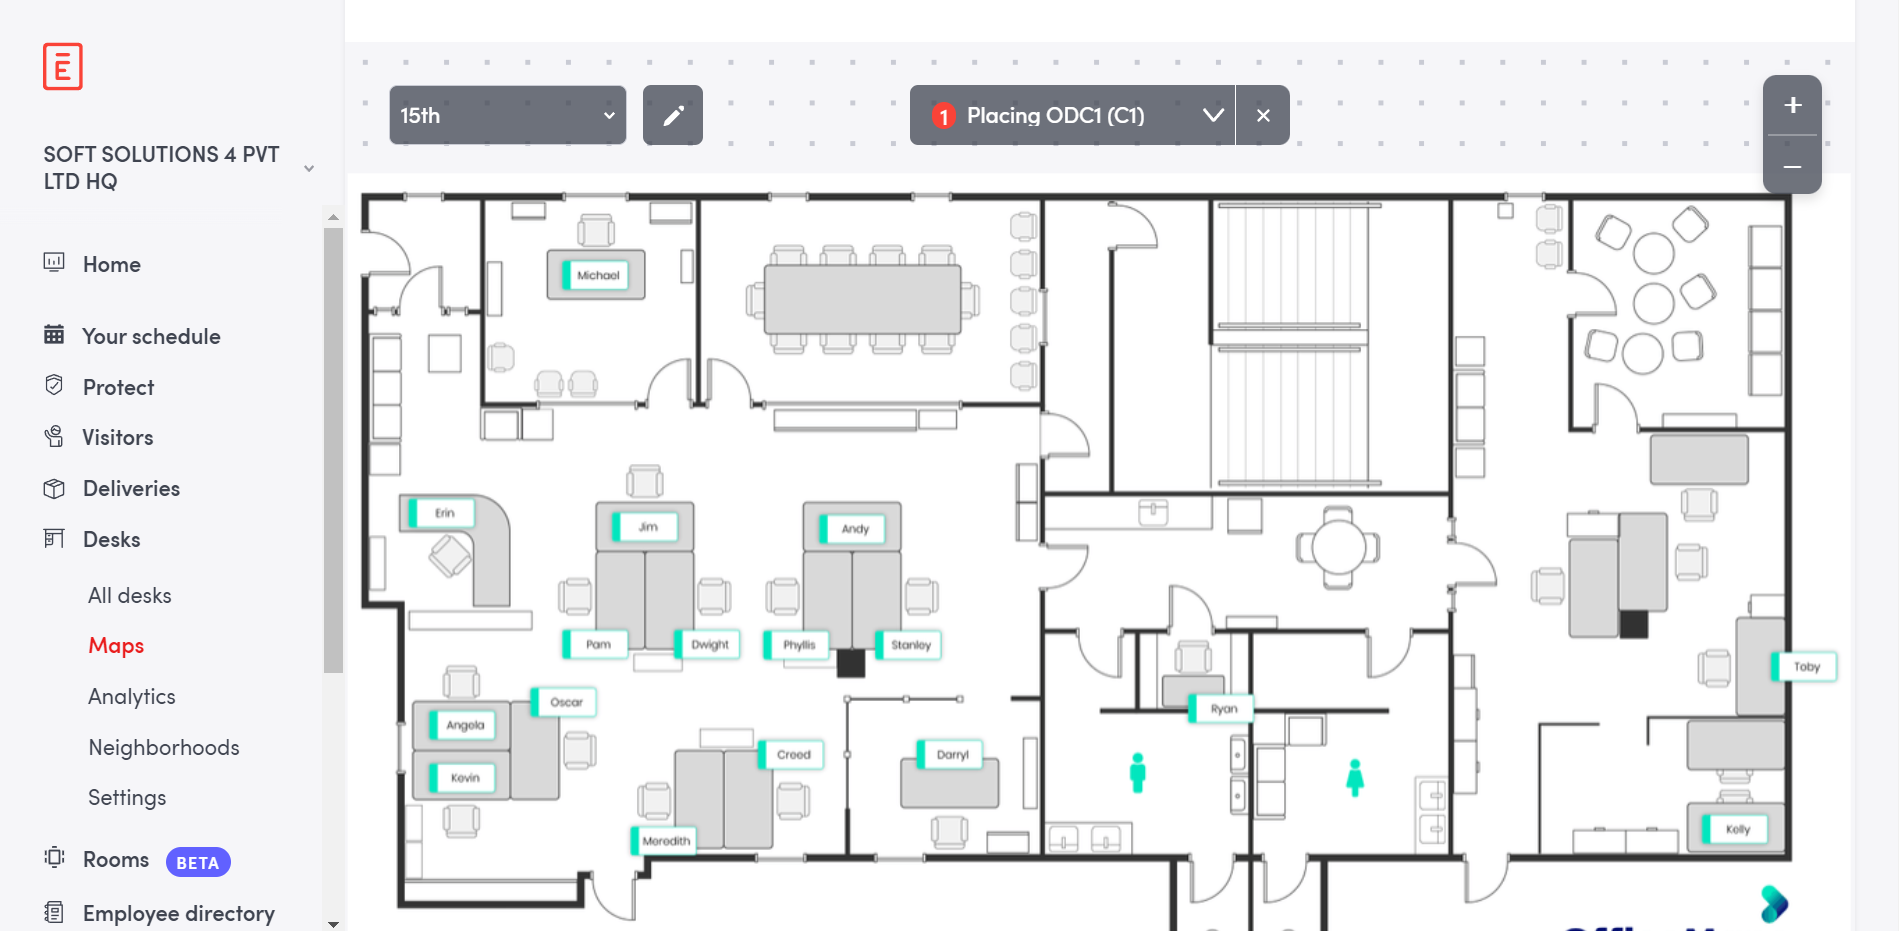 SOFT SOLUTIONS 4 PVT
LTD HQ
Home
Your schedule
Protect
Visitors
Deliveries
Desks
All desks
Maps
Analytics
Neighborhoods
Settings
Rooms BETA
Employee directory
15th
1 Placing ODC1 (C1)
Michael
Erin
Jim
Andy
Pam
Dwight
Phyllis
Stanley
Toby
Oscar
Ryan
Angela
Creed
Darryl
Kevin
Kelly
Meredith